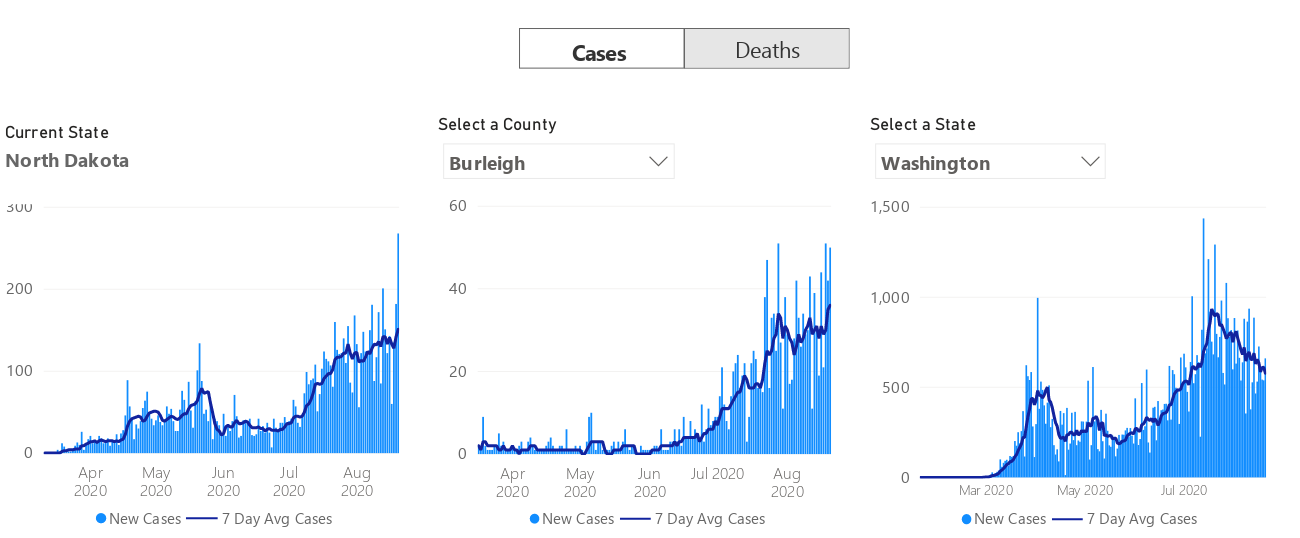 Cases Deaths
Current State
North Dakota
Select a County
Burleigh
Select a State
Washington
300
200
100
0
Apr 2020
May 2020
Jun 2020
Jul 2020
Aug 2020
New Cases 7 Day Avg Cases
60
40
20
0
Apr 2020
May 2020
Jun 2020
Jul 2020
Aug 2020
New Cases 7 Day Avg Cases
1,500
1,000
500
0
Mar 2020 May 2020 Jul 2020
New Cases 7 Day Avg Cases